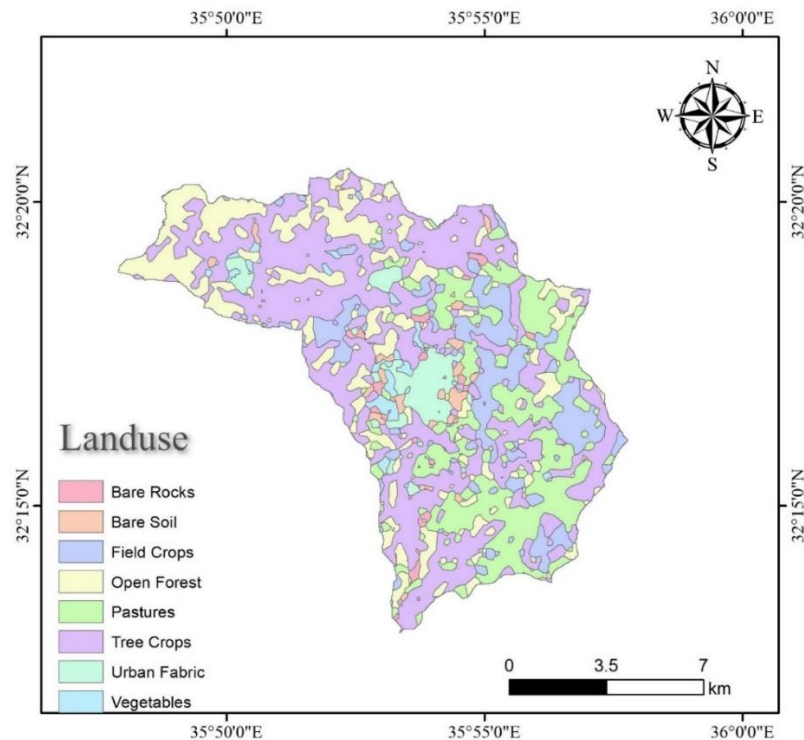 35°50'0"E 35°55'0"E 36°0'0"E
N
W E
S
32°20'0"N 32°20'0"N
32°15'0"N 32°15'0"N
Landuse
Bare Rocks
Bare Soil
Field Crops
Open Forest
Pastures
Tree Crops
Urban Fabric
Vegetables
0 3.5 7
km
35°50'0"E 35°55'0"E 36°0'0"E